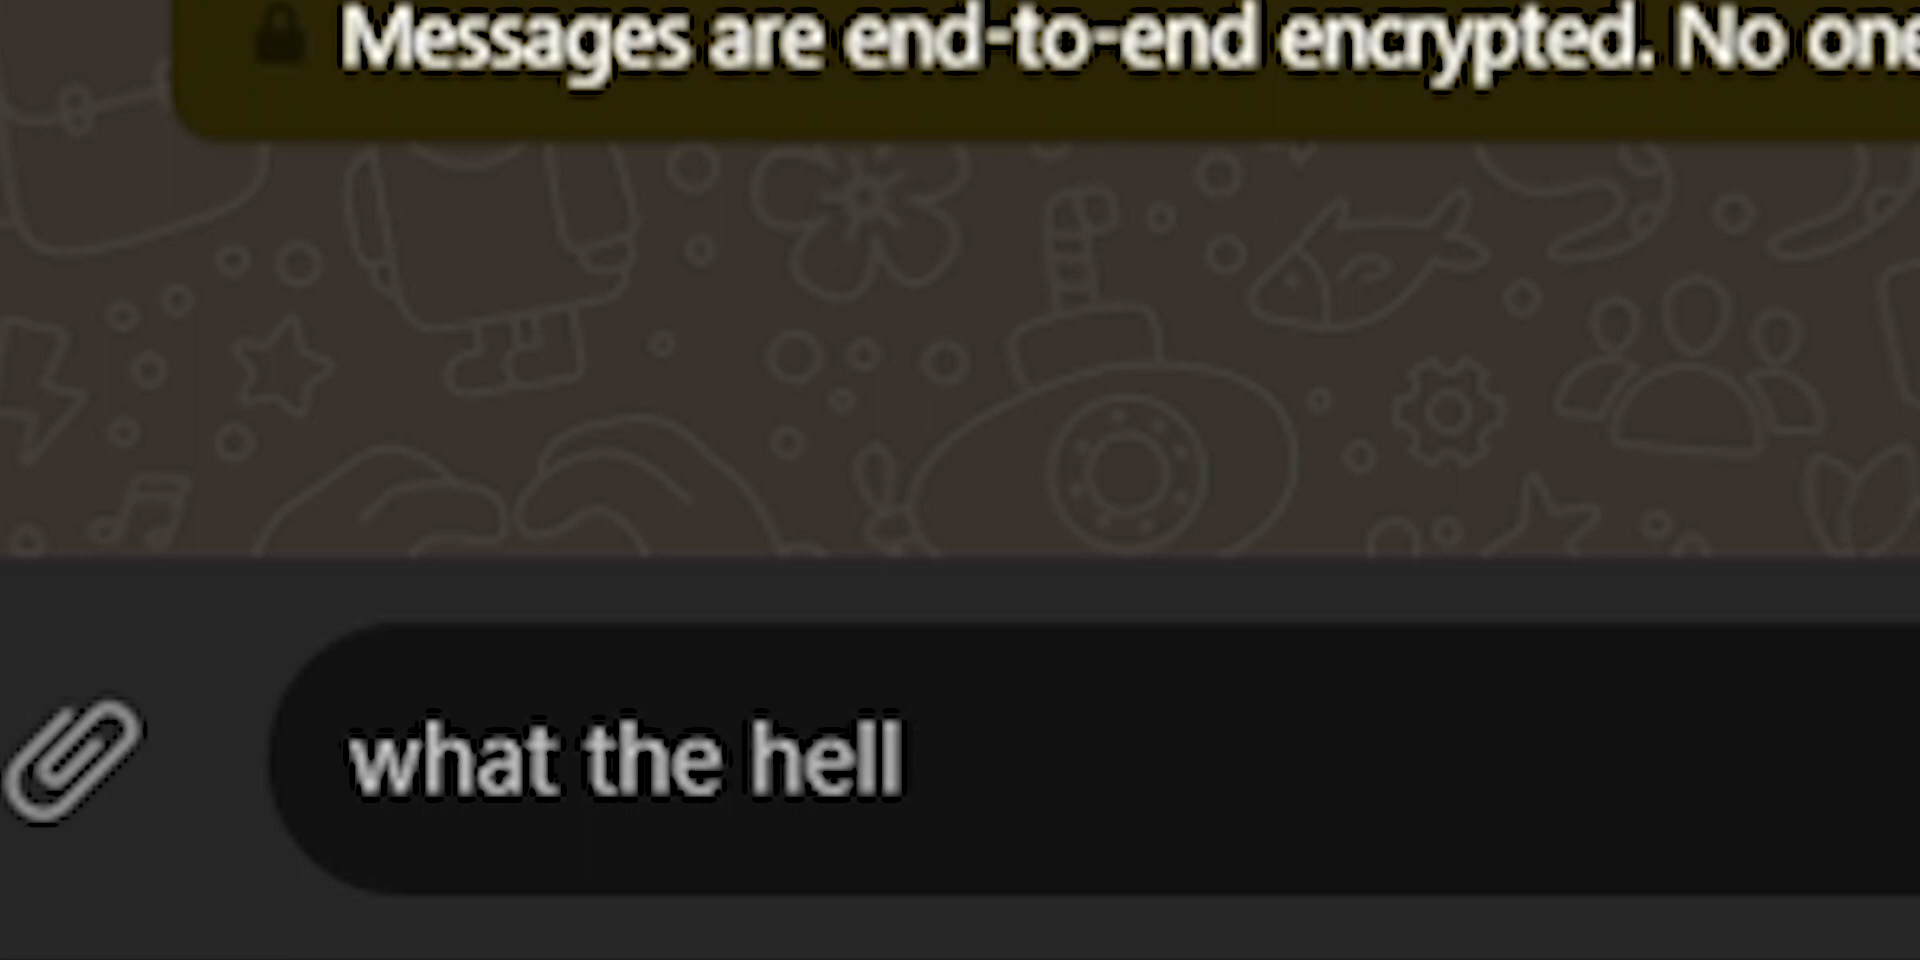 Messages are end-to-end encrypted. No one
what the hell